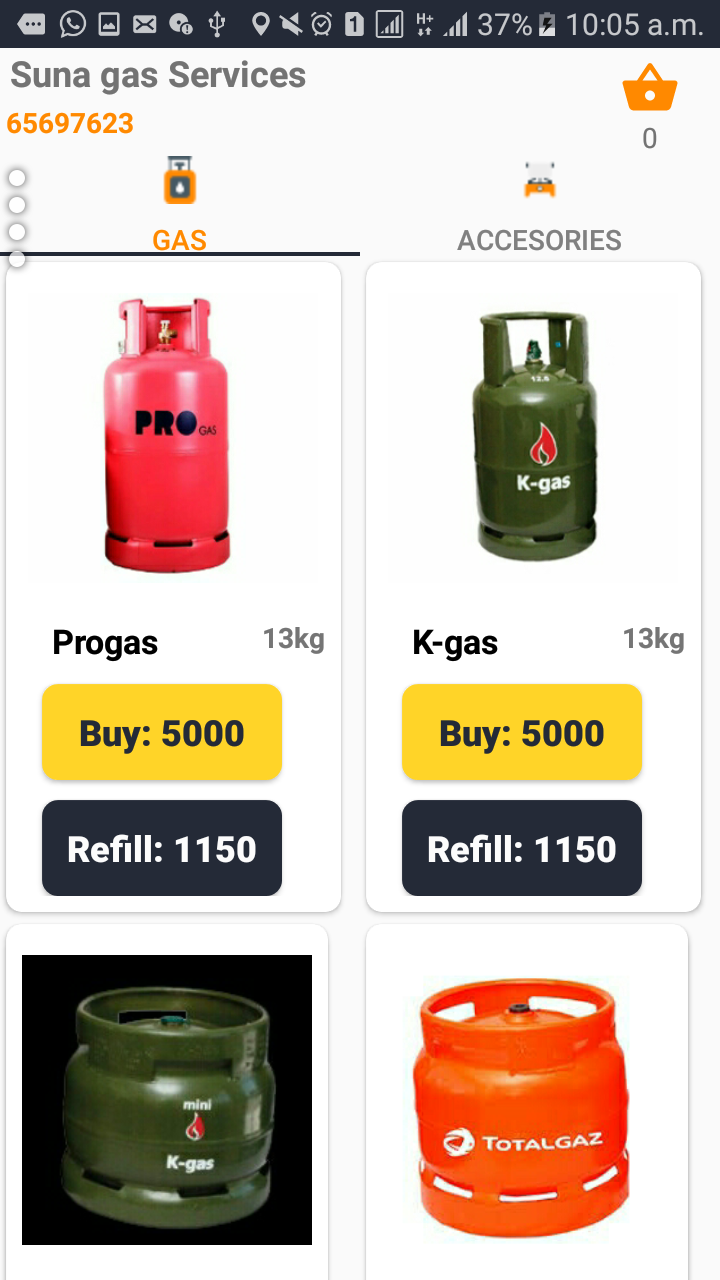 1 H+ 37% 10:05 a.m.
Suna gas Services
65697623
0
GAS ACCESORIES
PRO GAS
12.5
K-gas
Progas 13kg K-gas 13kg
Buy: 5000 Buy: 5000
Refill: 1150 Refill: 1150
mini
K-gas
TOTALGAZ